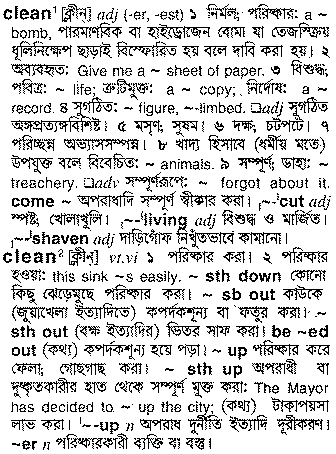 clean¹ [ক্লীন্] adj (-er, -est) ১ নির্মল; পরিষ্কার: a ~
bomb, পারমাণবিক বা হাইড্রোজেন বোমা যা তেজস্ক্রিয়
ধূলিনিক্ষেপ ছাড়াই বিস্ফোরিত হয় বলে দাবি করা হয়। ২
অব্যবহৃত: Give me a ~ sheet of paper. ৩ বিশুদ্ধ,
পবিত্র: ~ life; ত্রুটিমুক্ত: a ~ copy; নির্দোষ: a ~
record. ৪ সুগঠিত: ~ figure, ~-limbed. □adj সুগঠিত
অঙ্গপ্রত্যঙ্গবিশিষ্ট। ৫ মসৃণ; সুষম। ৬ দক্ষ; চটপটে। ৭
পরিচ্ছন্ন অভ্যাসসম্পন্ন। ৮ খাদ্য হিসাবে (ধর্মীয় মতে)
উপযুক্ত বলে বিবেচিত: ~ animals. ৯ সম্পূর্ণ; ডাহা: ~
treachery. □adv সম্পূর্ণরূপে: ~ forgot about it.
come ~ অপরাধাদি সম্পূর্ণ স্বীকার করা। ˌ~-ˈcut adj
স্পষ্ট; খোলাখুলি। ˌ~-ˈliving adj বিশুদ্ধ ও মার্জিত।
ˌ~-ˈshaven adj দাড়িগোঁফ নিখুঁতভাবে কামানো।
clean² [ক্লীন্] vt,vi ১ পরিষ্কার করা। ২ পরিষ্কার
হওয়া: this sink ~s easily. ~ sth down কোনো
কিছু ঝেড়েমুছে পরিষ্কার করা। ~ sb out কাউকে
(জুয়াখেলা ইত্যাদিতে) কপর্দকশূন্য বা ফতুর করা। ~
sth out (কক্ষ ইত্যাদির) ভিতর সাফ করা। be ~ed
out (কথ্য) কপর্দকশূন্য হয়ে পড়া। ~ up পরিষ্কার করে
ফেলা; গোছগাছ করা। ~ sth up অপরাধী বা
দুষ্কৃতকারীর হাত থেকে সম্পূর্ণ মুক্ত করা: The Mayor
has decided to ~ up the city; (কথ্য) টাকাপয়সা
লাভ করা। ˈ~-up n অপরাধ দুর্নীতি ইত্যাদি দূরীকরণ।
~er n পরিষ্কারকারী ব্যক্তি বা বস্তু।